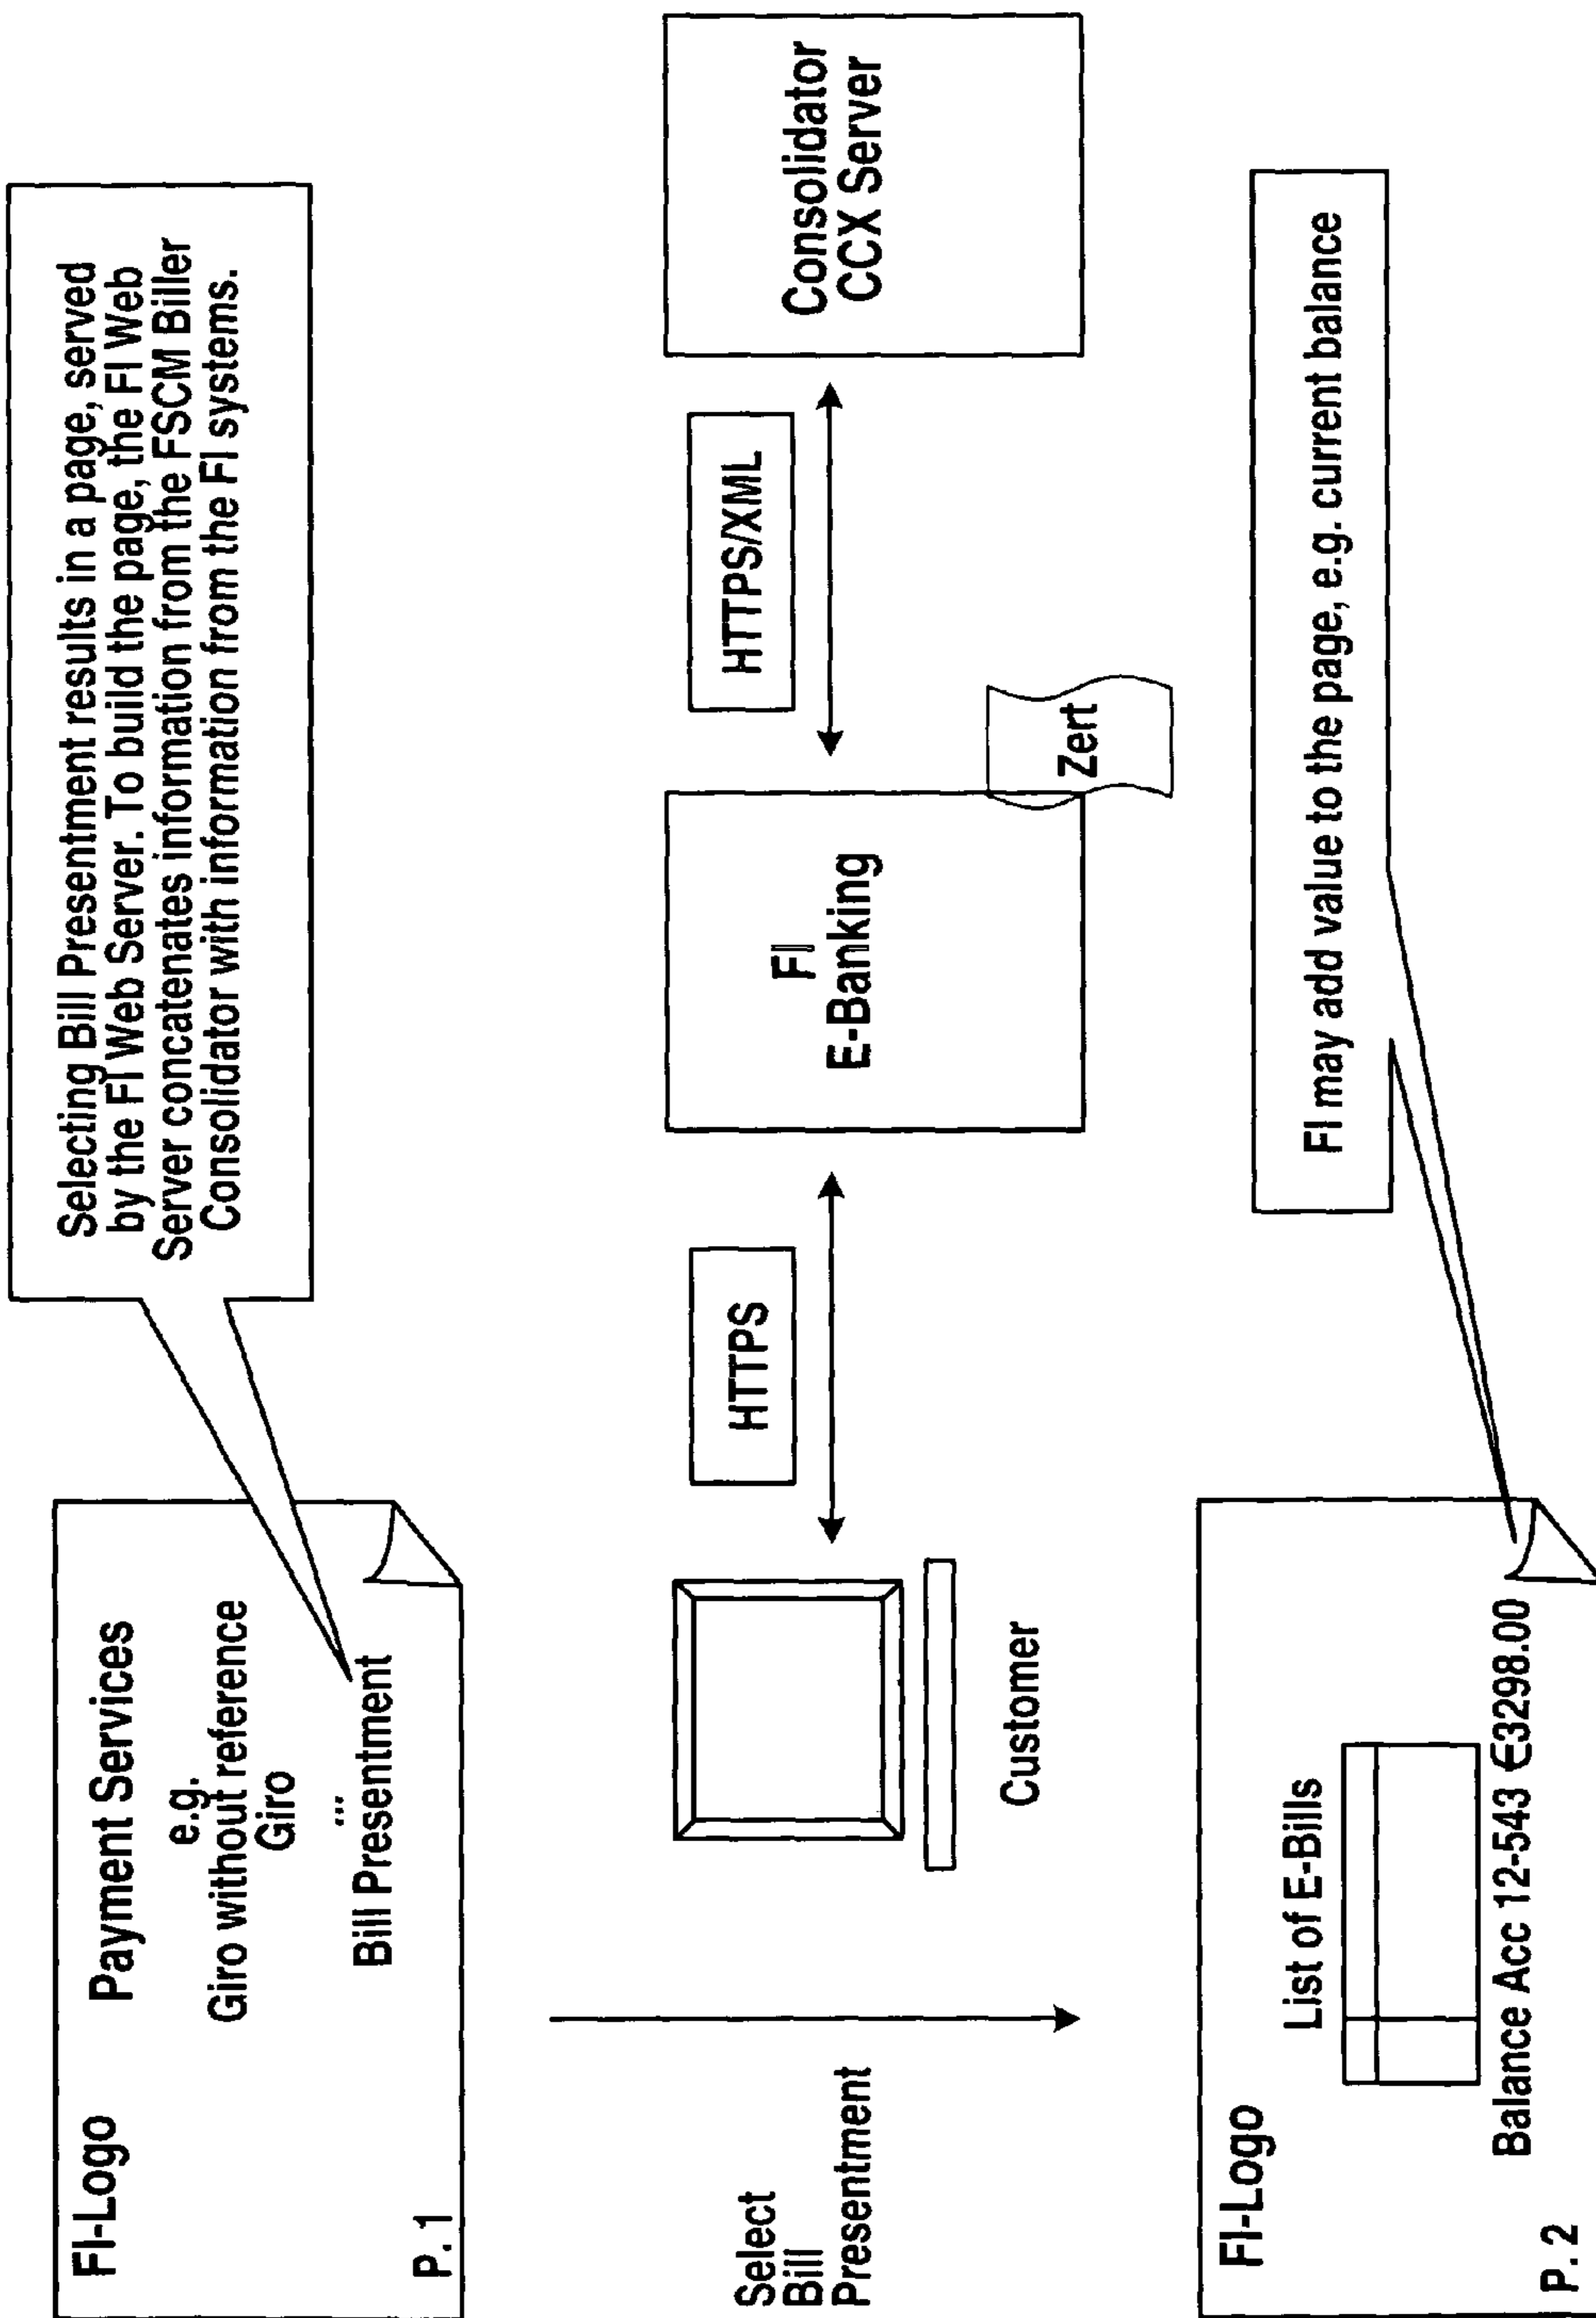 FI-Logo
Payment Services
e.g.
Giro without reference
Giro
...
Bill Presentment
P. 1
Selecting Bill Presentment results in a page, served
by the FI Web Server. To build the page, the FI Web
Server concatenates information from the FSCM Biller
Consolidator with information from the FI systems.
Select
Bill
Presentment
Customer
HTTPS
FI
E-Banking
Zert
HTTPS/XML
Consolidator
CCX Server
FI-Logo
List of E-Bills
Balance Acc 12-543 €3298.00
P. 2
FI may add value to the page, e.g. current balance